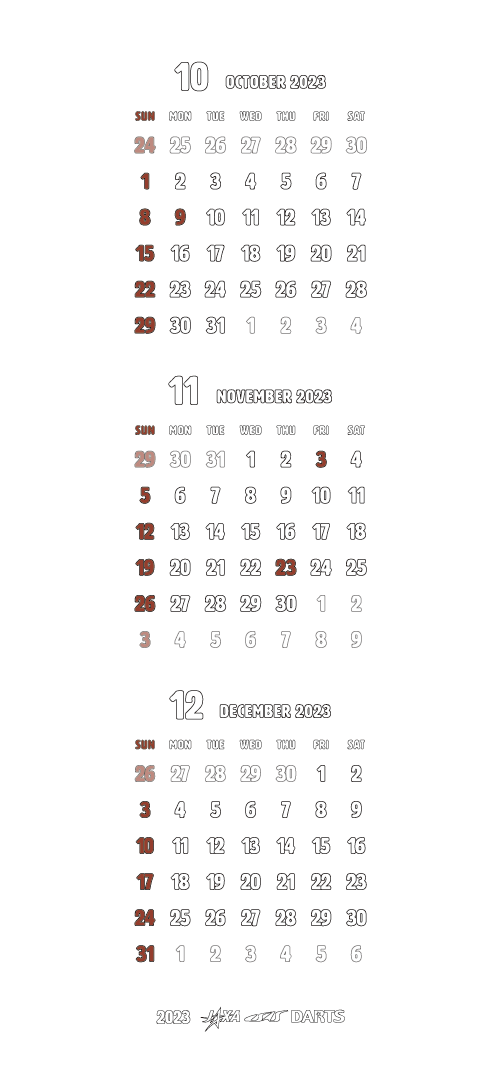 10 OCTOBER 2023
SUN MON TUE WED THU FRI SAT
24 25 26 27 28 29 30
1 2 3 4 5 6 7
8 9 10 11 12 13 14
15 16 17 18 19 20 21
22 23 24 25 26 27 28
29 30 31 1 2 3 4
11 NOVEMBER 2023
SUN MON TUE WED THU FRI SAT
29 30 31 1 2 3 4
5 6 7 8 9 10 11
12 13 14 15 16 17 18
19 20 21 22 23 24 25
26 27 28 29 30 1 2
3 4 5 6 7 8 9
12 DECEMBER 2023
SUN MON TUE WED THU FRI SAT
26 27 28 29 30 1 2
3 4 5 6 7 8 9
10 11 12 13 14 15 16
17 18 19 20 21 22 23
24 25 26 27 28 29 30
31 1 2 3 4 5 6
2023 JAXA DARTS